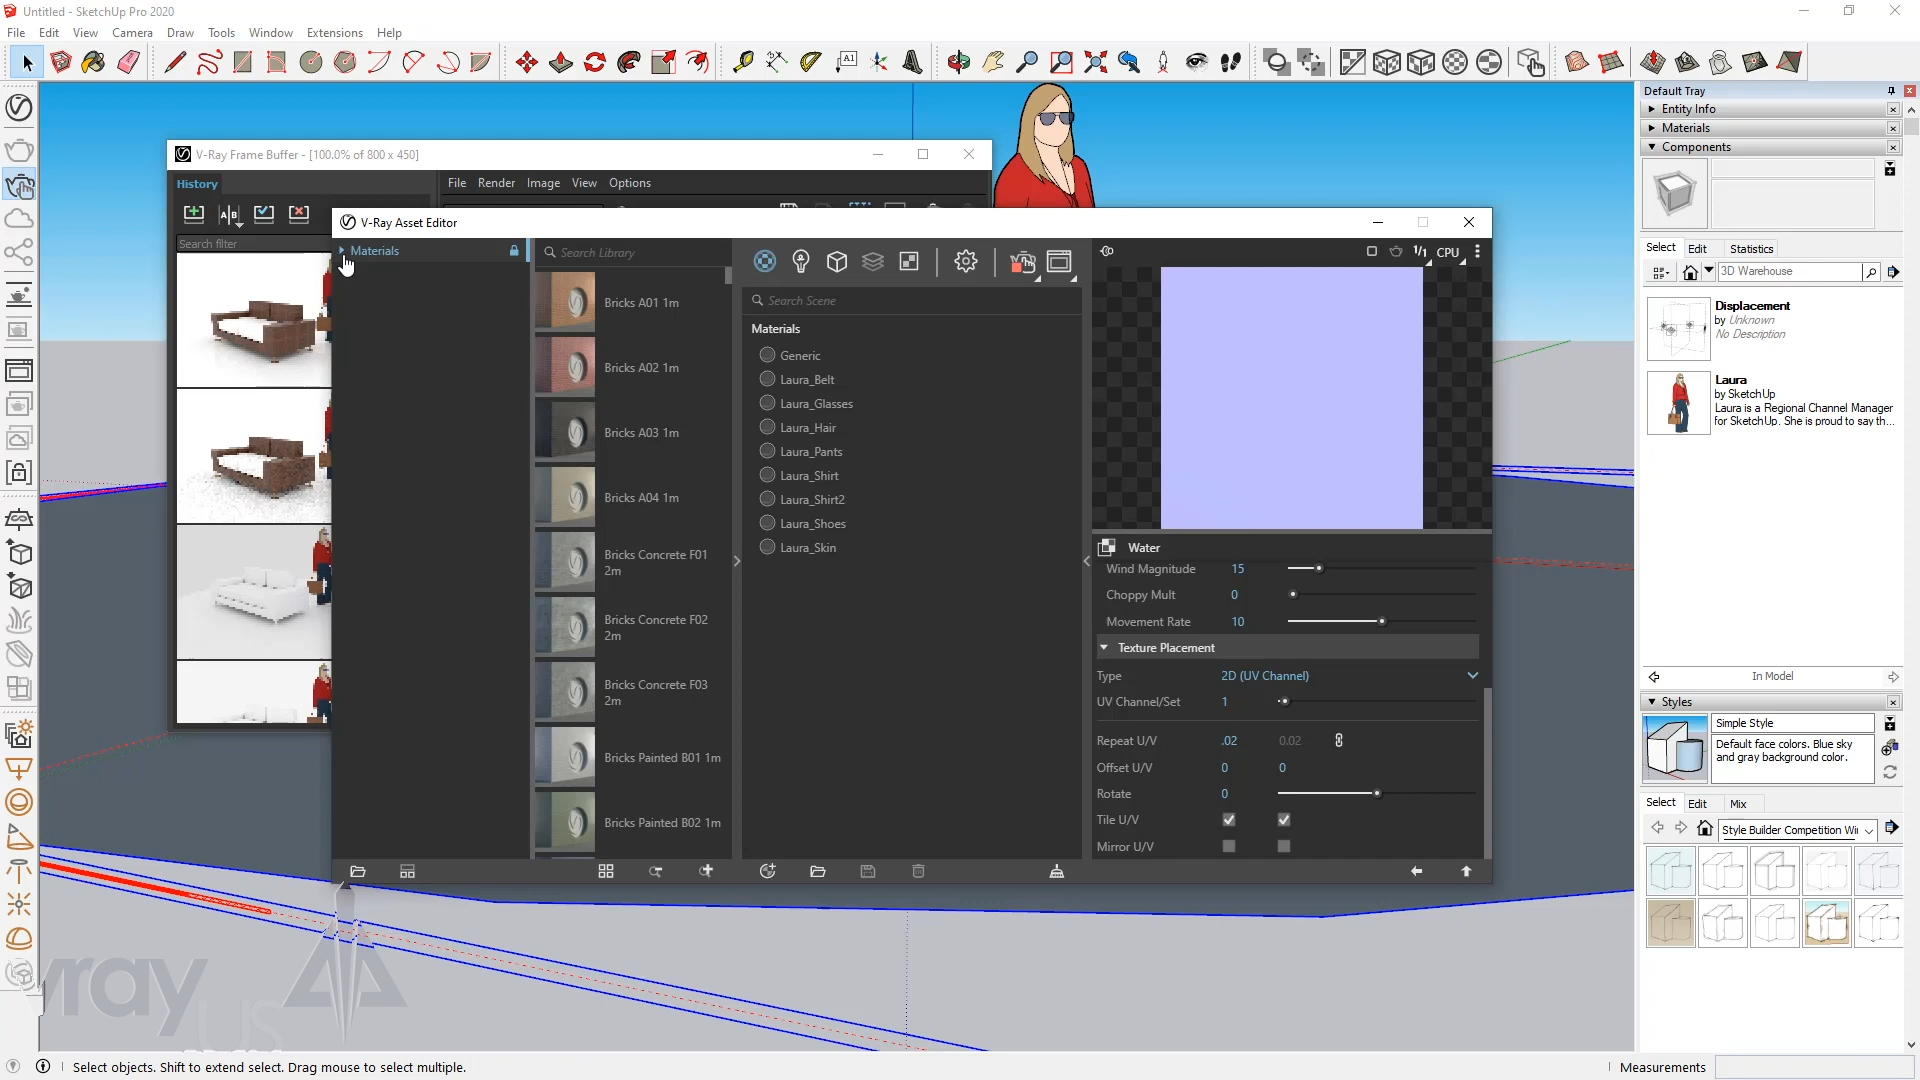 Untitled - SketchUp Pro 2020
File Edit View Camera Draw Tools Window Extensions Help
Default Tray
Entity Info
Materials
Components
V-Ray Frame Buffer - [100.0% of 800 x 450]
History
File Render Image View Options
Search filter
V-Ray Asset Editor
Materials
Search Library
Bricks A01 1m
Bricks A02 1m
Bricks A03 1m
Bricks A04 1m
Bricks Concrete F01
2m
Bricks Concrete F02
2m
Bricks Concrete F03
2m
Bricks Painted B01 1m
Bricks Painted B02 1m
Search Scene
Materials
Generic
Laura_Belt
Laura_Glasses
Laura_Hair
Laura_Pants
Laura_Shirt
Laura_Shirt2
Laura_Shoes
Laura_Skin
1/1 CPU
Water
Wind Magnitude 15
Choppy Mult 0
Movement Rate 10
Texture Placement
Type 2D (UV Channel)
UV Channel/Set 1
Repeat U/V .02 0.02
Offset U/V 0 0
Rotate 0
Tile U/V
Mirror U/V
Select Edit Statistics
3D Warehouse
Displacement
by Unknown
No Description
Laura
by SketchUp
Laura is a Regional Channel Manager
for SketchUp. She is proud to say th...
In Model
Styles
Simple Style
Default face colors. Blue sky
and gray background color.
Select Edit Mix
Style Builder Competition Wi
vray
us
Select objects. Shift to extend select. Drag mouse to select multiple.
Measurements